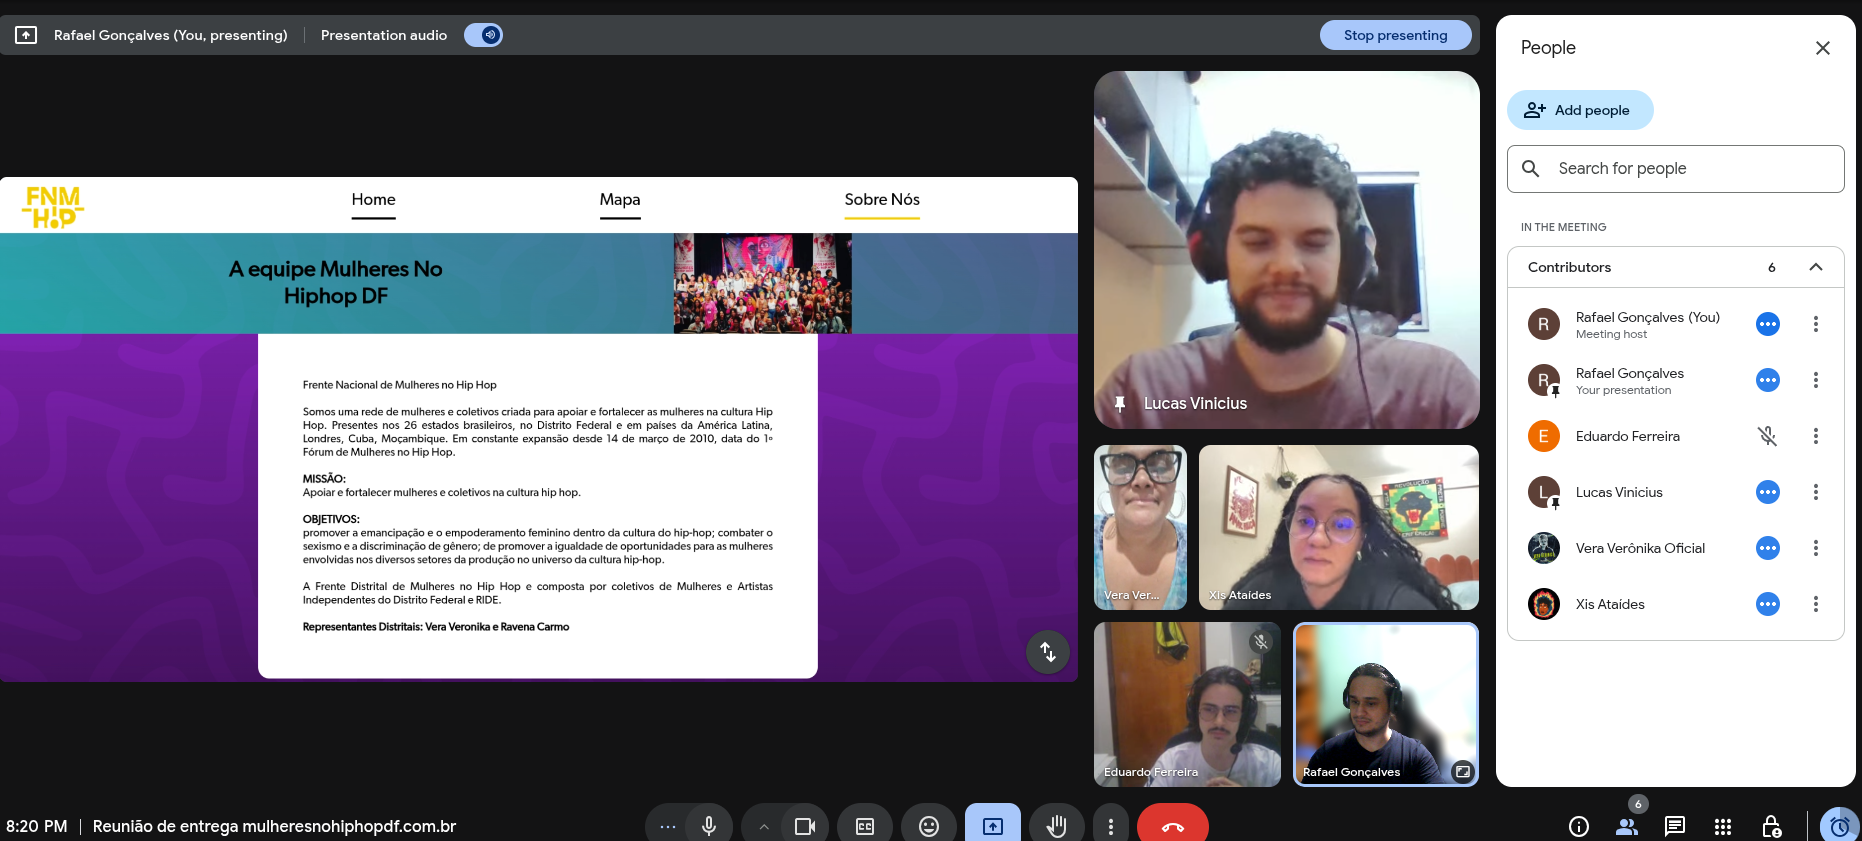 Rafael Gonçalves (You, presenting)
Presentation audio
Stop presenting
FNM
HIP
Home
Mapa
Sobre Nós
A equipe Mulheres No
Hiphop DF
Frente Nacional de Mulheres no Hip Hop
Somos uma rede de mulheres e coletivos criada para apoiar e fortalecer as mulheres na cultura Hip
Hop. Presentes nos 26 estados brasileiros, no Distrito Federal e em países da América Latina,
Londres, Cuba, Moçambique. Em constante expansão desde 14 de março de 2010, data do 1º
Fórum de Mulheres no Hip Hop.
MISSÃO:
Apoiar e fortalecer mulheres e coletivos na cultura hip hop.
OBJETIVOS:
promover a emancipação e o empoderamento feminino dentro da cultura do hip-hop; combater o
sexismo e a discriminação de gênero; de promover a igualdade de oportunidades para as mulheres
envolvidas nos diversos setores da produção no universo da cultura hip-hop.
A Frente Distrital de Mulheres no Hip Hop e composta por coletivos de Mulheres e Artistas
Independentes do Distrito Federal e RIDE.
Representantes Distritais: Vera Veronika e Ravena Carmo
Lucas Vinicius
Vera Ver...
REVOLUÇÃO
Xis Ataídes
Eduardo Ferreira
Rafael Gonçalves
People
Add people
Search for people
IN THE MEETING
Contributors
6
R
Rafael Gonçalves (You)
Meeting host
R
Rafael Gonçalves
Your presentation
E
Eduardo Ferreira
L
Lucas Vinicius
Vera Verônika Oficial
Xis Ataídes
8:20 PM
Reunião de entrega mulheresnohiphopdf.com.br
CC
6